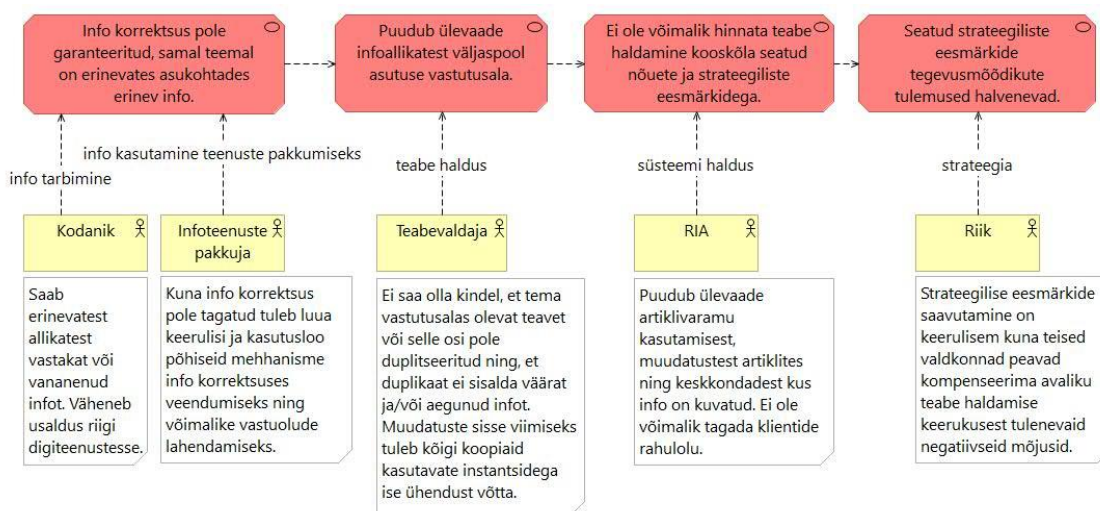 Info korrektsus pole
garanteeritud, samal teemal
on erinevates asukohtades
erinev info.
Puudub ülevaade
infoallikatest väljaspool
asutuse vastutusala.
Ei ole võimalik hinnata teabe
haldamine kooskõla seatud
nõuete ja strateegiliste
eesmärkidega.
Seatud strateegiliste
eesmärkide
tegevusmõõdikute
tulemused halvenevad.
info tarbimine
info kasutamine teenuste pakkumiseks
teabe haldus
süsteemi haldus
strateegia
Kodanik
Infoteenuste
pakkuja
Teabevaldaja
RIA
Riik
Saab
erinevatest
allikatest
vastakat või
vananenud
infot. Väheneb
usaldus riigi
digiteenustesse.
Kuna info korrektsus
pole tagatud tuleb luua
keerulisi ja kasutusloo
põhiseid mehhanisme
info korrektsuses
veendumiseks ning
võimalike vastuolude
lahendamiseks.
Ei saa olla kindel, et tema
vastutusalas olevat teavet
või selle osi pole
duplitseeritud ning, et
duplikaat ei sisalda väärat
ja/või aegunud infot.
Muudatuste sisse viimiseks
tuleb kõigi koopiaid
kasutavate instantsidega
ise ühendust võtta.
Puudub ülevaade
artiklivaramu
kasutamisest,
muudatustest artiklites
ning keskkondadest kus
info on kuvatud. Ei ole
võimalik tagada klientide
rahulolu.
Strateegilise eesmärkide
saavutamine on
keerulisem kuna teised
valdkonnad peavad
kompenseerima avaliku
teabe haldamise
keerukusest tulenevaid
negatiivseid mõjusid.